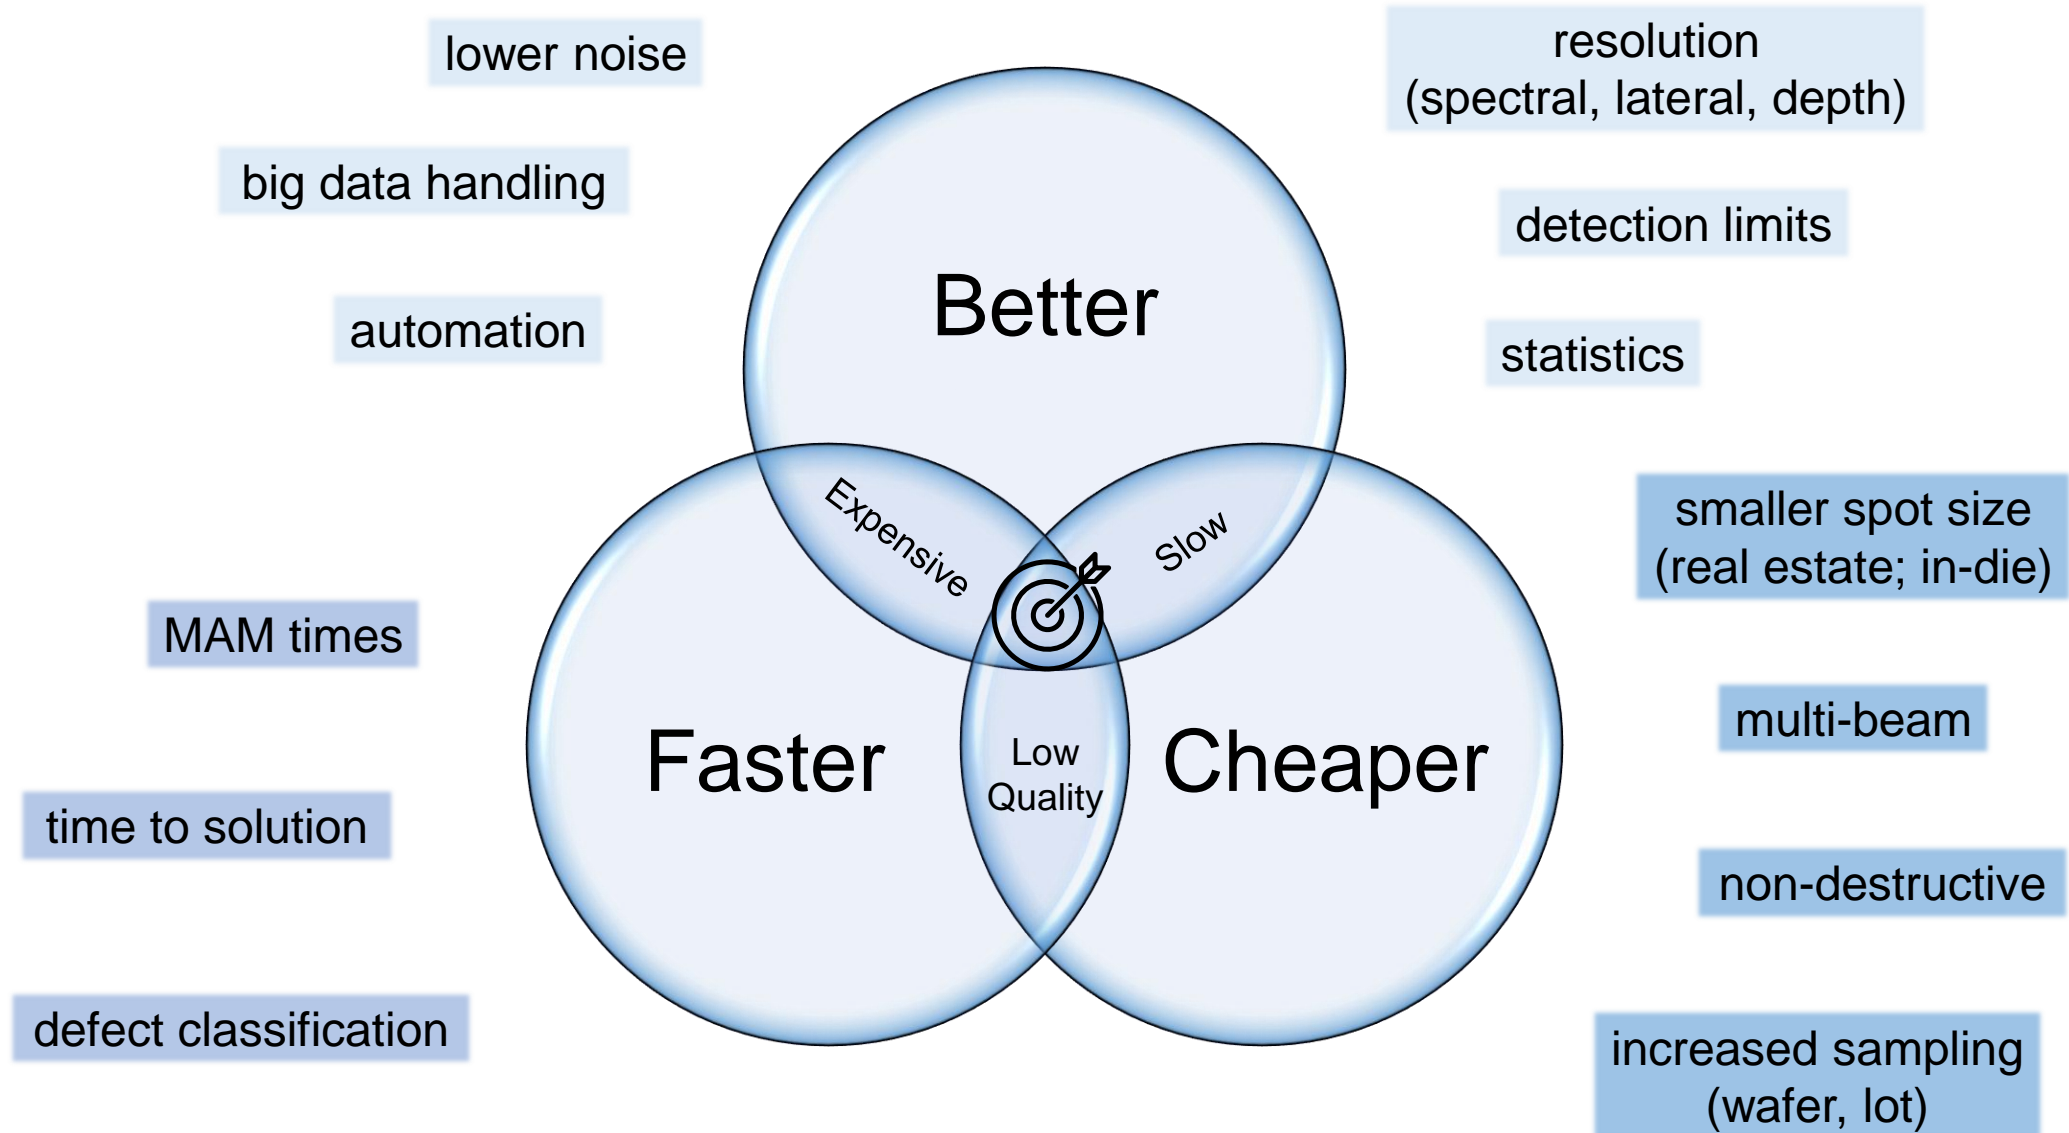 lower noise
big data handling
automation
resolution
(spectral, lateral, depth)
detection limits
statistics
Better
Expensive
Slow
Faster
Low
Quality
Cheaper
MAM times
time to solution
defect classification
smaller spot size
(real estate; in-die)
multi-beam
non-destructive
increased sampling
(wafer, lot)